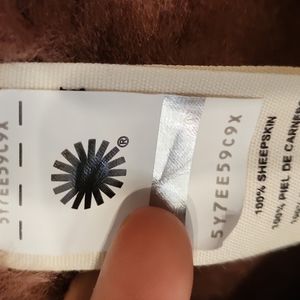 5Y7EE59C9X
®
5Y7EE59C9X
100% SHEEPSKIN
100% PIEL DE CARNERO